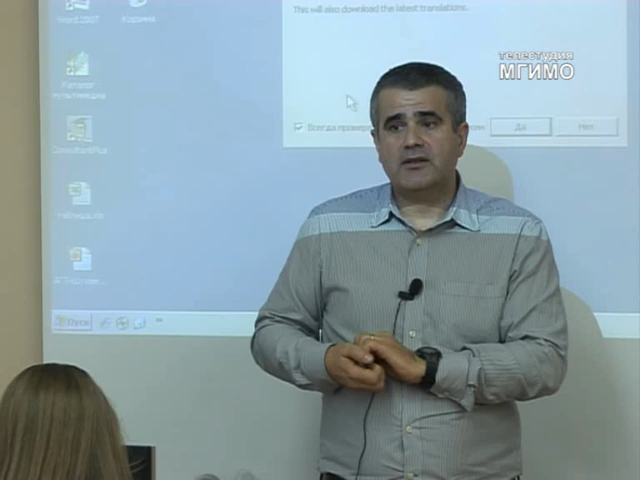 This will also download the latest translations.
телестудия
МГИМО
Word 2007
Корзина
Каталог
мультимедиа
Всегда
Да
Нет
ConsultantPlus
Пуск